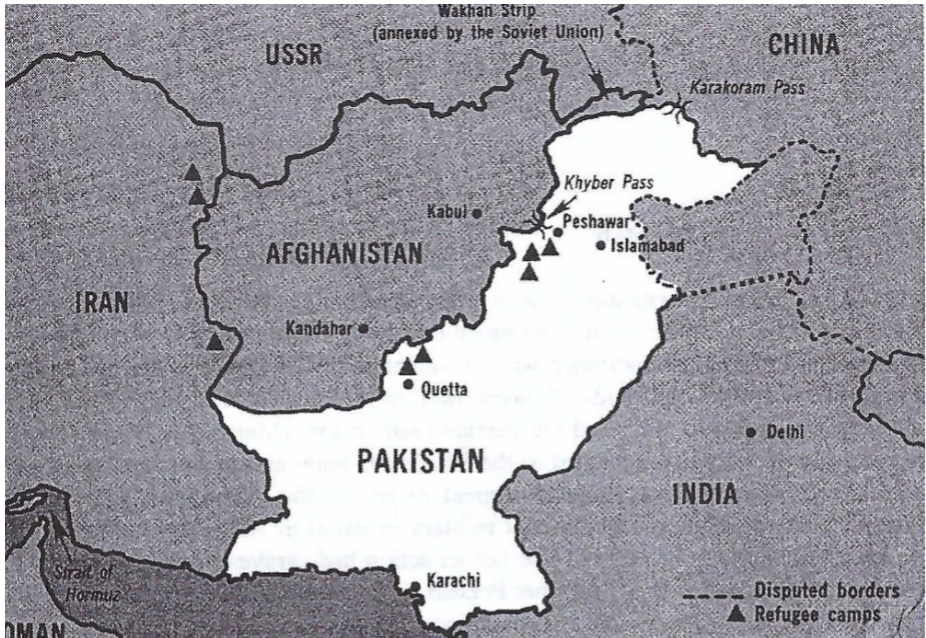 Wakhan Strip
(annexed by the Soviet Union)
USSR
CHINA
Karakoram Pass
Khyber Pass
Kabul
Peshawar
Islamabad
AFGHANISTAN
IRAN
Kandahar
Quetta
Delhi
PAKISTAN
INDIA
Strait of
Hormuz
Karachi
Disputed borders
Refugee camps
OMAN